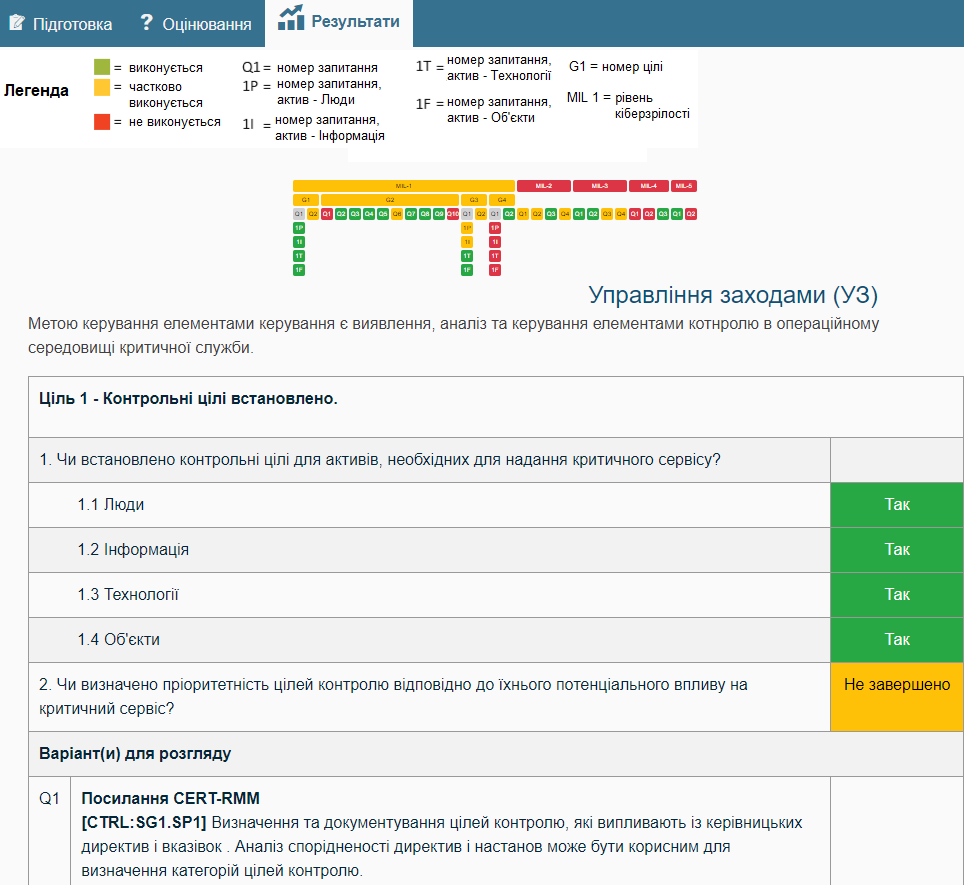 Підготовка ? Оцінювання Результати
Легенда
= виконується
= частково
виконується
= не виконується
Q1 = номер запитання
1P = номер запитання,
актив - Люди
1I = номер запитання,
актив - Інформація
1T = номер запитання,
актив - Технології
1F = номер запитання,
актив - Об'єкти
G1 = номер цілі
MIL 1 = рівень
кіберзрілості
MIL-1 MIL-2 MIL-3 MIL-4 MIL-5
G1 G2 G3 G4
Q1 Q2 Q1 Q2 Q3 Q4 Q5 Q6 Q7 Q8 Q9 Q10 Q1 Q2 Q1 Q2 Q1 Q2 Q3 Q4 Q1 Q2 Q3 Q4 Q1 Q2 Q3 Q1 Q2
1P 1P 1P
1I 1I 1I
1T 1T 1T
1F 1F 1F
Управління заходами (УЗ)
Метою керування елементами керування є виявлення, аналіз та керування елементами котнролю в операційному
середовищі критичної служби.
Ціль 1 - Контрольні цілі встановлено.
1. Чи встановлено контрольні цілі для активів, необхідних для надання критичного сервісу?
1.1 Люди Так
1.2 Інформація Так
1.3 Технології Так
1.4 Об'єкти Так
2. Чи визначено пріоритетність цілей контролю відповідно до їхнього потенціального впливу на Не завершено
критичний сервіс?
Варіант(и) для розгляду
Q1 Посилання CERT-RMM
[CTRL:SG1.SP1] Визначення та документування цілей контролю, які випливають із керівницьких
директив і вказівок . Аналіз спорідненості директив і настанов може бути корисним для
визначення категорій цілей контролю.